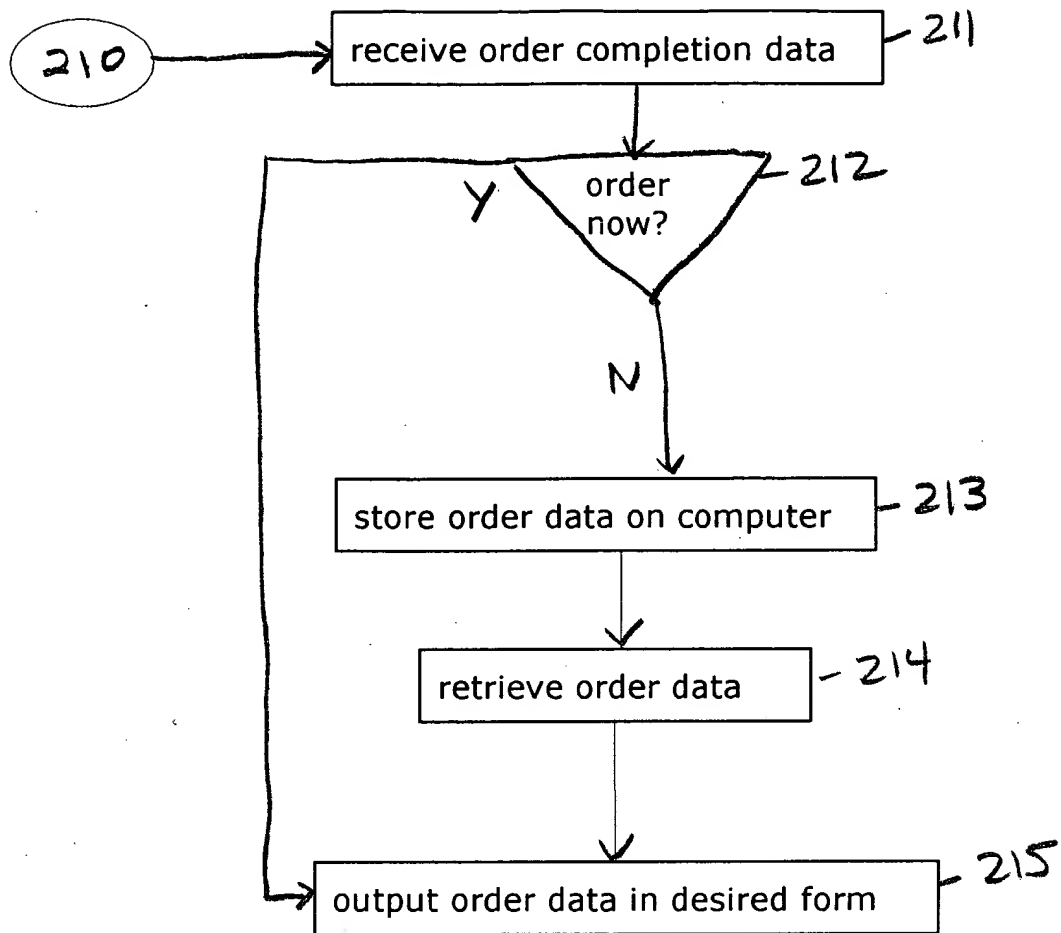 210
receive order completion data
211
order
now?
212
Y
N
store order data on computer
213
retrieve order data
214
output order data in desired form
215